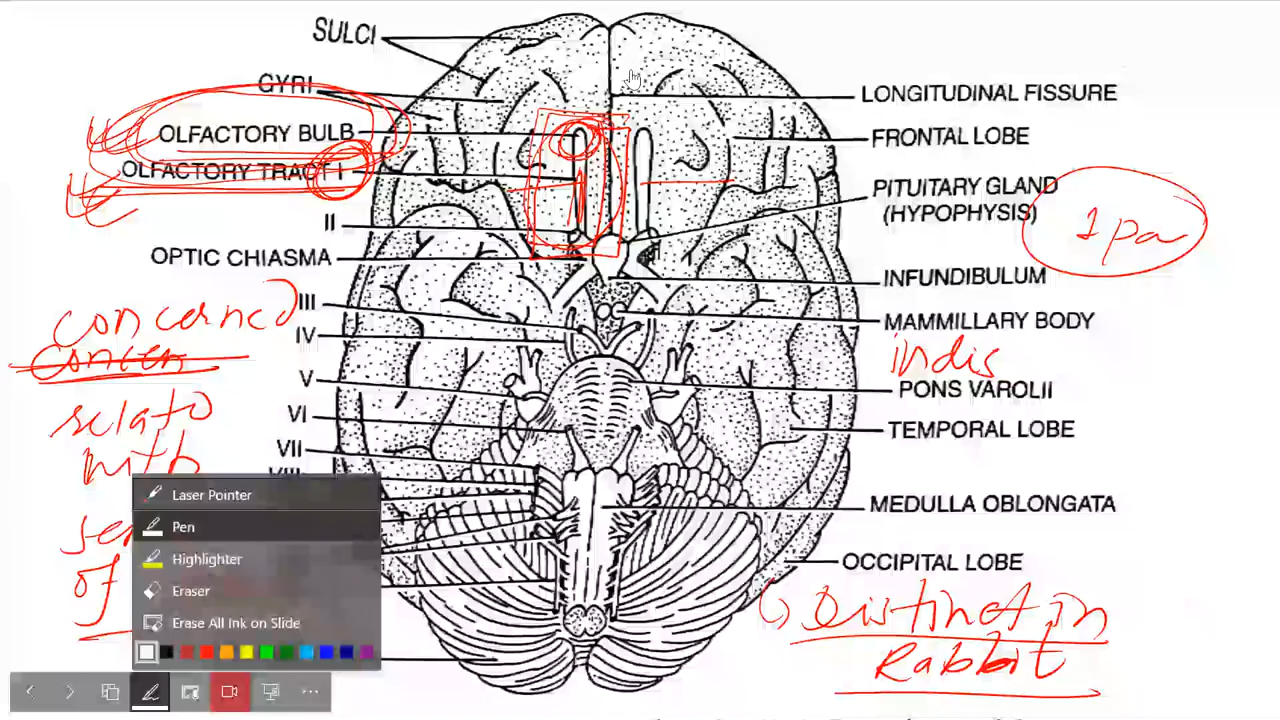 SULCI
GYRI
OLFACTORY BULB
OLFACTORY TRACT I
II
OPTIC CHIASMA
III
IV
V
VI
VII
LONGITUDINAL FISSURE
FRONTAL LOBE
PITUITARY GLAND
(HYPOPHYSIS)
INFUNDIBULUM
MAMMILLARY BODY
PONS VAROLII
TEMPORAL LOBE
MEDULLA OBLONGATA
OCCIPITAL LOBE
concerned
of
indis
Distinct in
Rabbit
Laser Pointer
Pen
Highlighter
Eraser
Erase All Ink on Slide